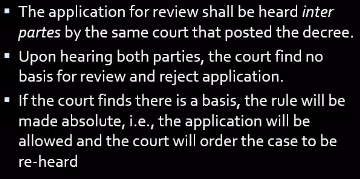 ▪ The application for review shall be heard inter
partes by the same court that posted the decree.
▪ Upon hearing both parties, the court find no
basis for review and reject application.
▪ If the court finds there is a basis, the rule will be
made absolute, i.e., the application will be
allowed and the court will order the case to be
re-heard